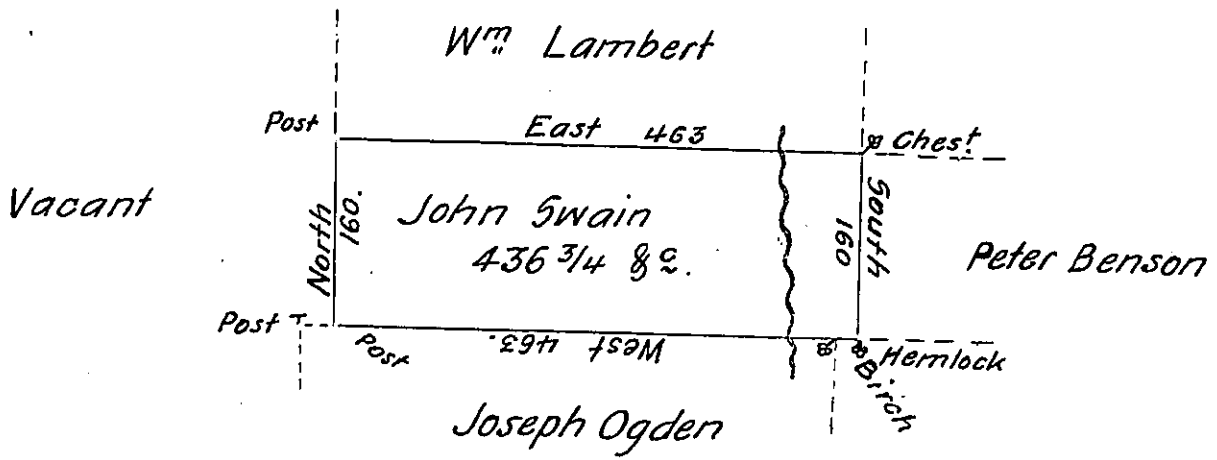 Wm Lambert
Post East 463 Chest
Vacant
North 160.
John Swain
436 3/4 &c.
South 160
Peter Benson
Post
Post West 463. Hemlock
Birch
Joseph Ogden